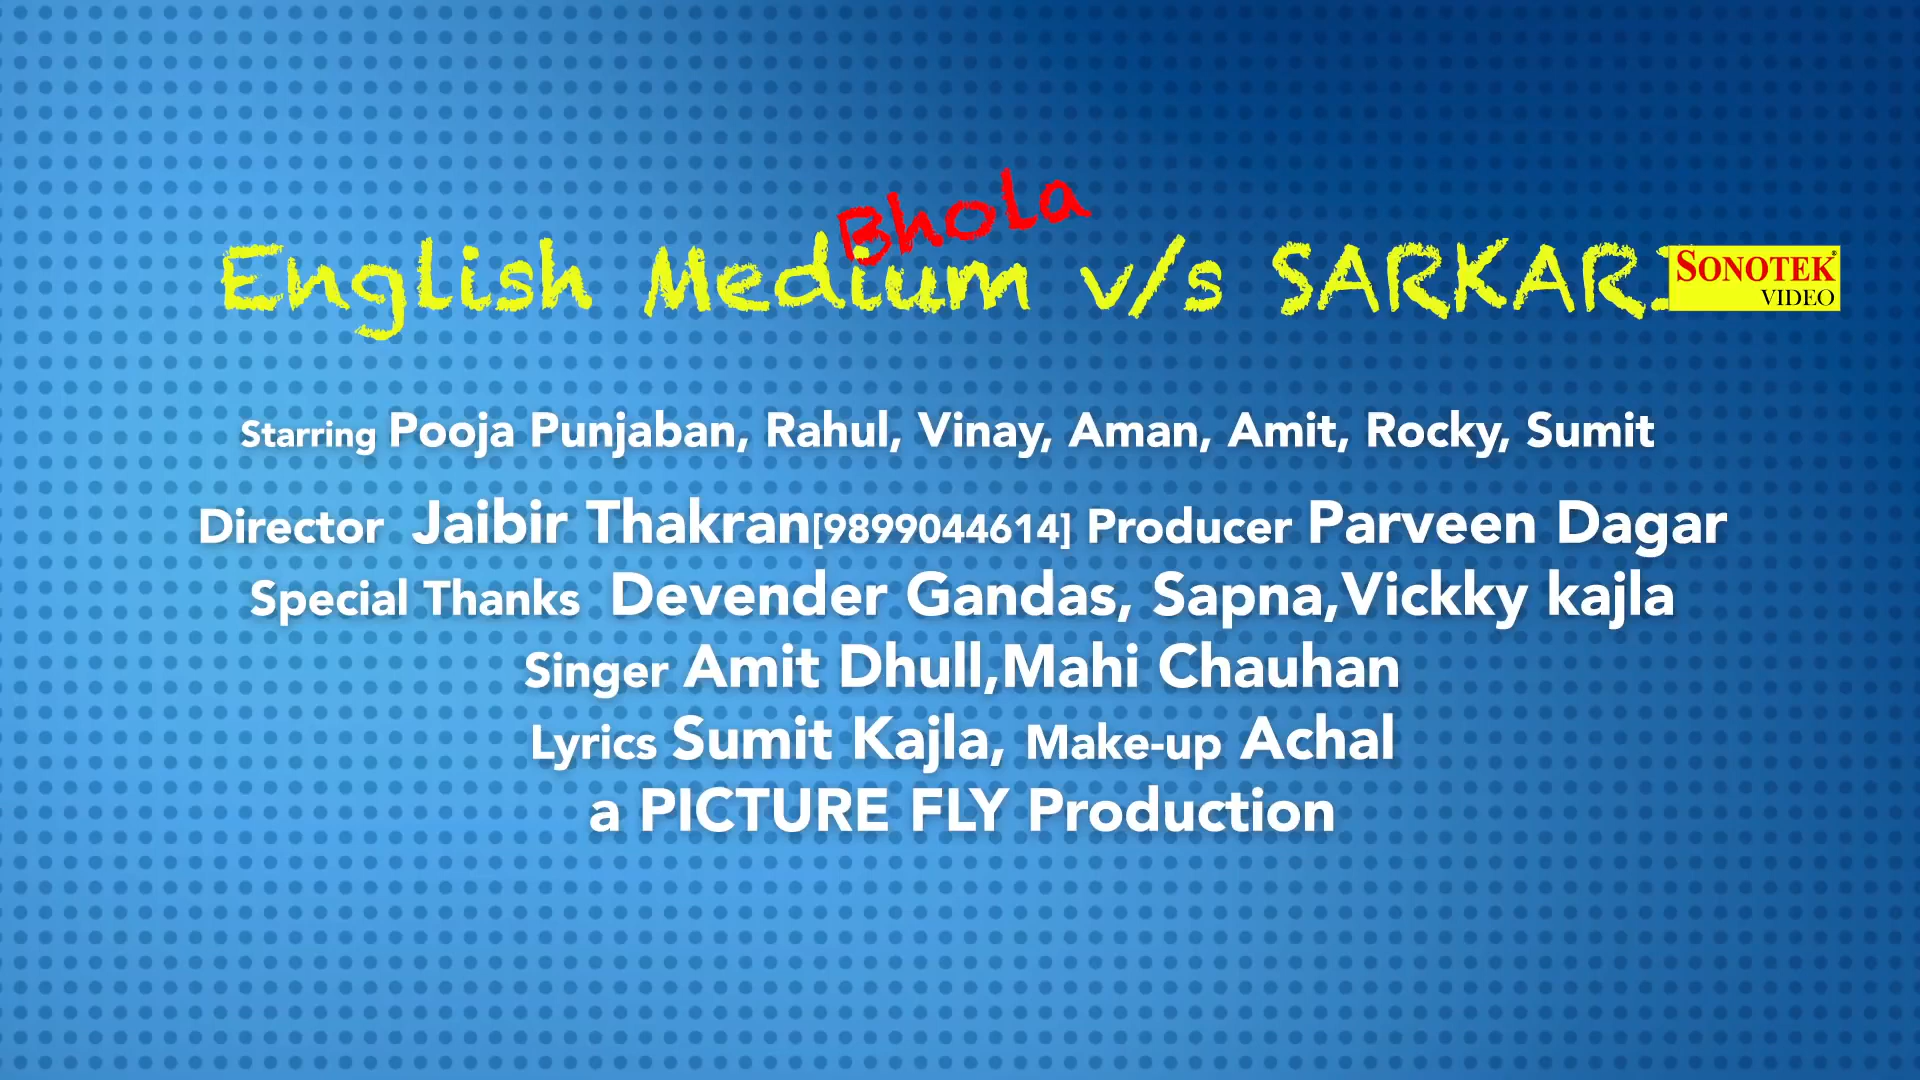 Bhola
English Medium v/s SARKARI
SONOTEK
VIDEO
Starring Pooja Punjaban, Rahul, Vinay, Aman, Amit, Rocky, Sumit
Director Jaibir Thakran[9899044614] Producer Parveen Dagar
Special Thanks Devender Gandas, Sapna,Vickky kajla
Singer Amit Dhull,Mahi Chauhan
Lyrics Sumit Kajla, Make-up Achal
a PICTURE FLY Production